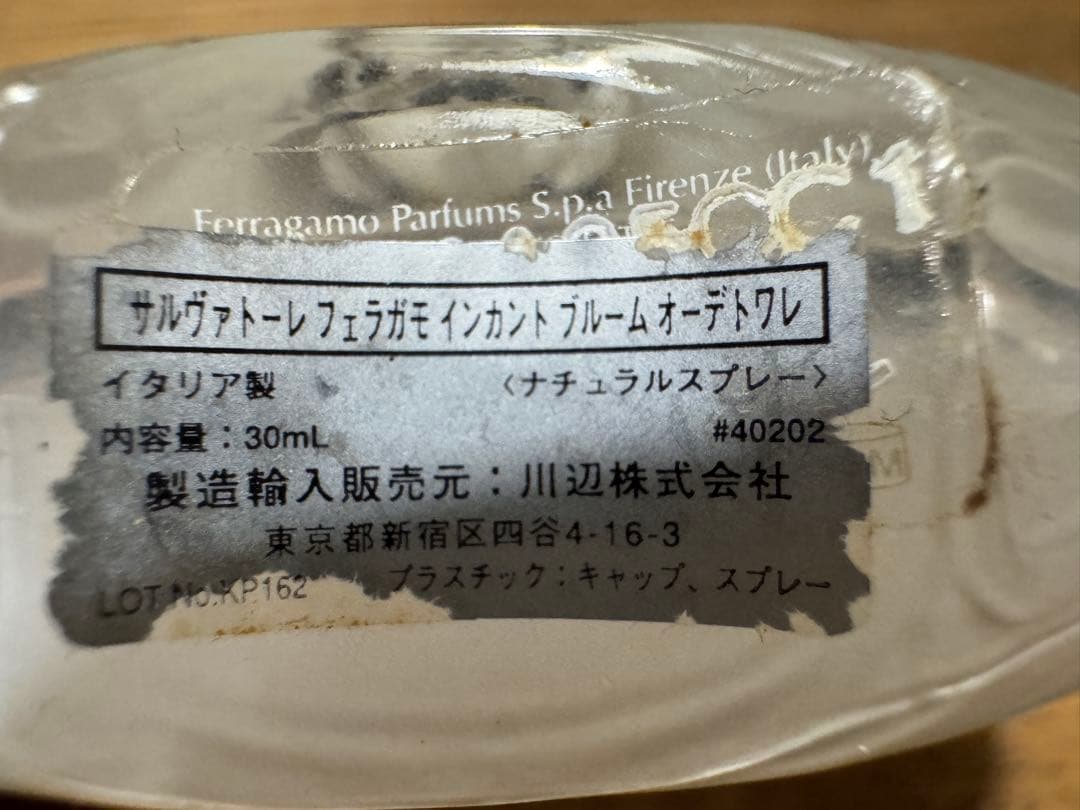 Ferragamo Parfums S.p.a Firenze (Italy)
サルヴァトーレ フェラガモ インカント ブルーム オーデトワレ
イタリア製 〈ナチュラルスプレー〉
内容量:30mL #40202
製造輸入販売元:川辺株式会社
東京都新宿区四谷4-16-3
LOT No.KP162 プラスチック:キャップ、スプレー